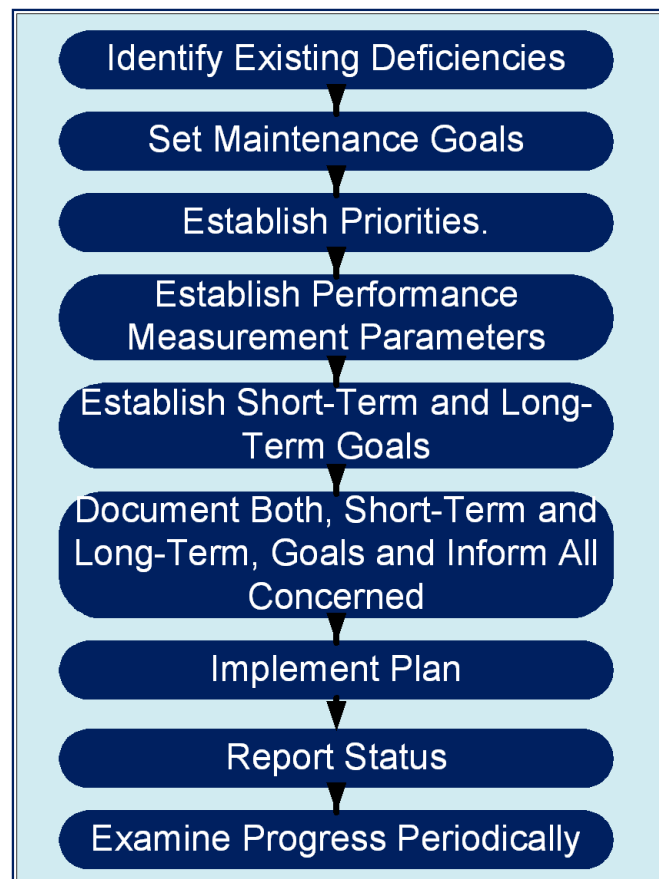 Identify Existing Deficiencies
Set Maintenance Goals
Establish Priorities.
Establish Performance
Measurement Parameters
Establish Short-Term and Long-
Term Goals
Document Both, Short-Term and
Long-Term, Goals and Inform All
Concerned
Implement Plan
Report Status
Examine Progress Periodically